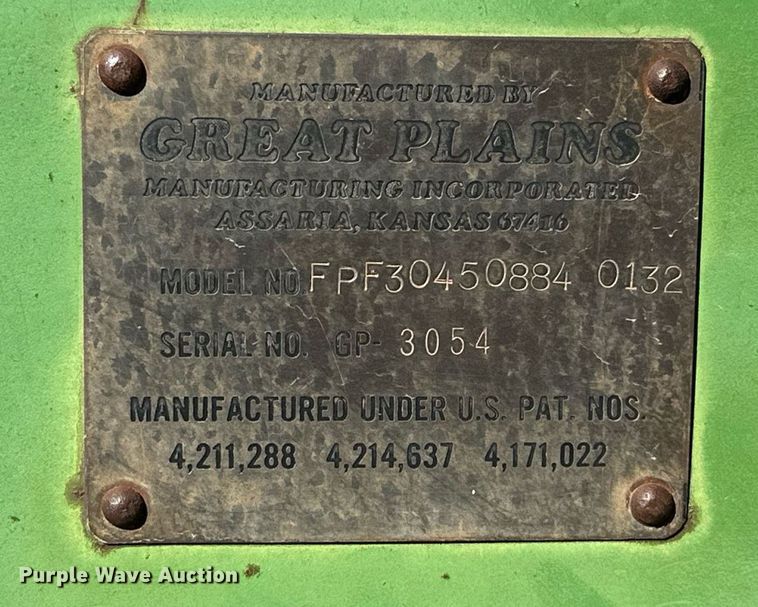 MANUFACTURED BY
GREAT PLAINS
MANUFACTURING INCORPORATED
ASSARIA, KANSAS 67416
MODEL NO. FPF30450884 0132
SERIAL NO. GP- 3054
MANUFACTURED UNDER U.S. PAT. NOS.
4,211,288 4,214,637 4,171,022
Purple Wave Auction